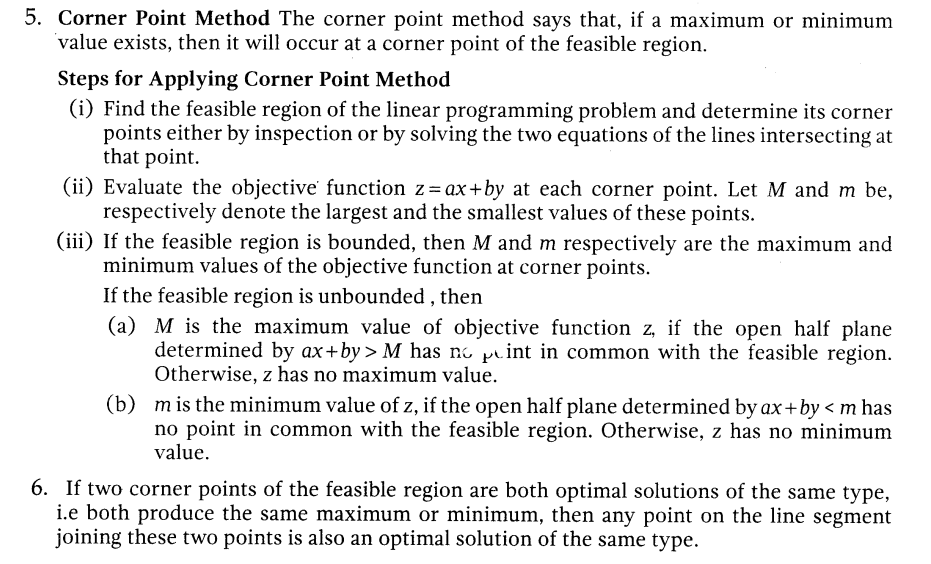 5. Corner Point Method The corner point method says that, if a maximum or minimum
value exists, then it will occur at a corner point of the feasible region.
Steps for Applying Corner Point Method
(i) Find the feasible region of the linear programming problem and determine its corner
points either by inspection or by solving the two equations of the lines intersecting at
that point.
(ii) Evaluate the objective function z = ax + by at each corner point. Let M and m be,
respectively denote the largest and the smallest values of these points.
(iii) If the feasible region is bounded, then M and m respectively are the maximum and
minimum values of the objective function at corner points.
If the feasible region is unbounded , then
(a) M is the maximum value of objective function z, if the open half plane
determined by ax + by > M has no point in common with the feasible region.
Otherwise, z has no maximum value.
(b) m is the minimum value of z, if the open half plane determined by ax + by < m has
no point in common with the feasible region. Otherwise, z has no minimum
value.
6. If two corner points of the feasible region are both optimal solutions of the same type,
i.e both produce the same maximum or minimum, then any point on the line segment
joining these two points is also an optimal solution of the same type.